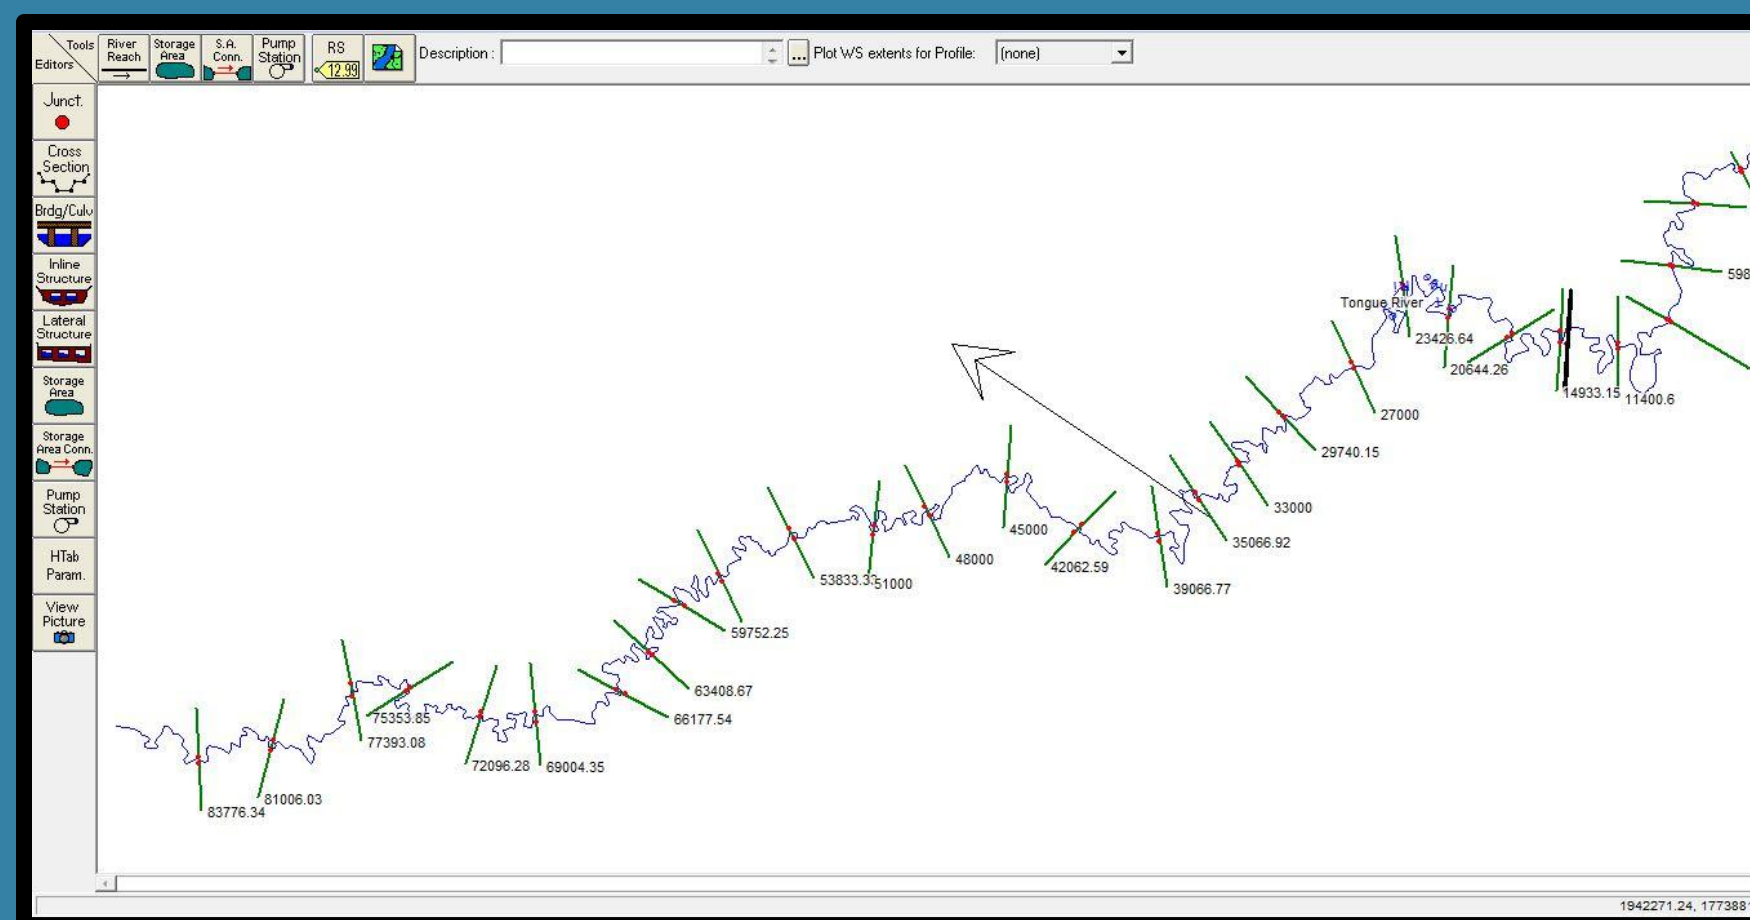 Tools
Editors
River
Reach
Storage
Area
S.A.
Conn.
Pump
Station
RS
12.99
Description :
...
Plot WS extents for Profile:
(none)
Junct.
Cross
Section
Brdg/Culv
Inline
Structure
Lateral
Structure
Storage
Area
Storage
Area Conn.
Pump
Station
HTab
Param.
View
Picture
598
Tongue River
23426.64
20644.26
14933.15
11400.6
27000
29740.15
33000
35066.92
45000
48000
42062.59
53833.33
51000
39066.77
59752.25
63408.67
66177.54
75353.85
77393.08
72096.28
69004.35
81006.03
83776.34
1942271.24, 177388